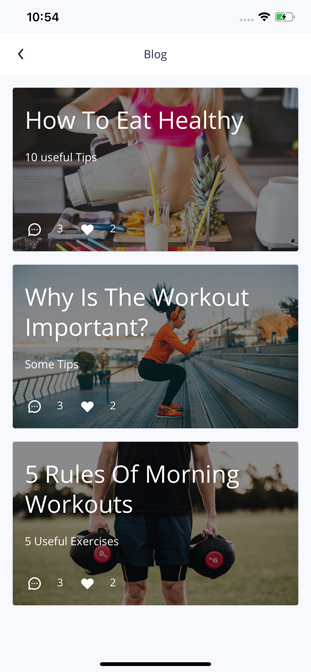 10:54
Blog
How To Eat Healthy
10 useful Tips
3 2
Why Is The Workout
Important?
Some Tips
3 2
5 Rules Of Morning
Workouts
5 Useful Exercises
3 2